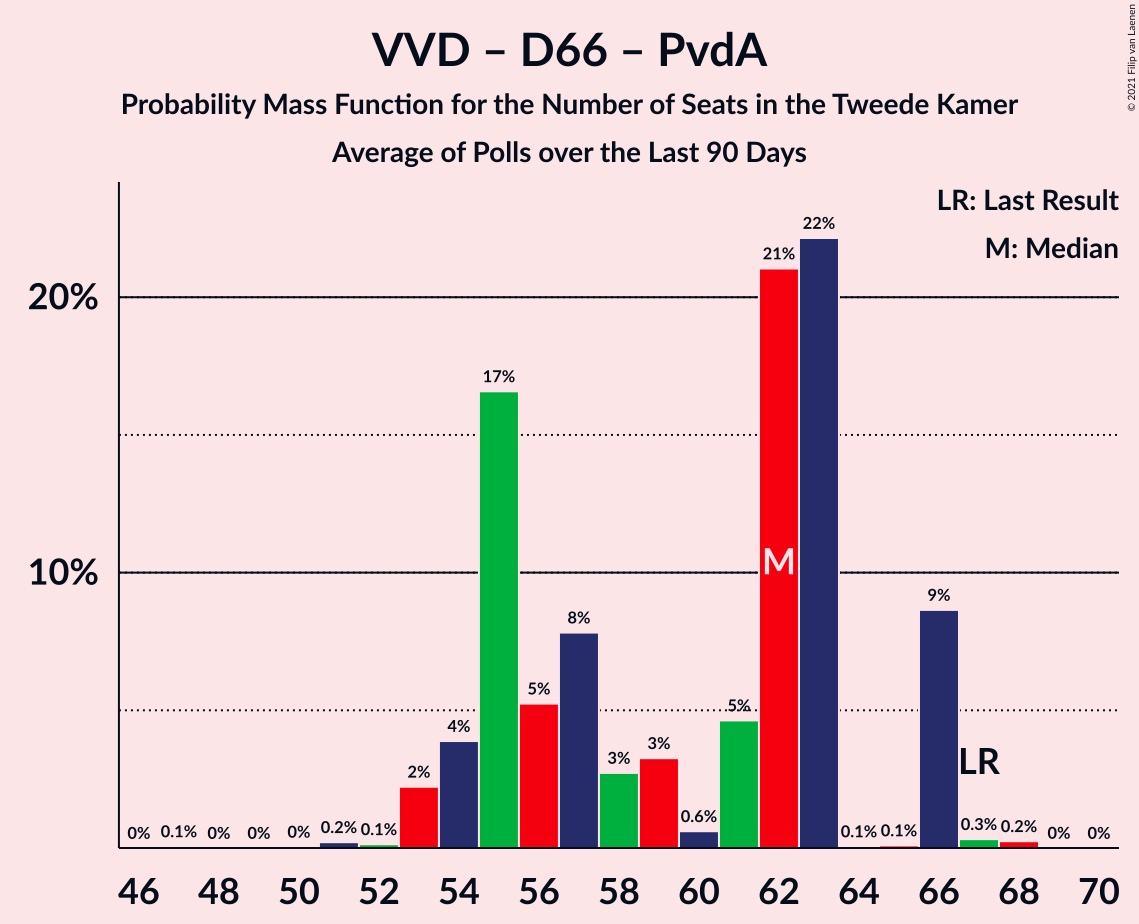 VVD – D66 – PvdA
Probability Mass Function for the Number of Seats in the Tweede Kamer
Average of Polls over the Last 90 Days
© 2021 Filip van Laenen
LR: Last Result
M: Median
20%
10%
0% 0.1% 0% 0% 0% 0.2% 0.1% 2% 4% 17% 5% 8% 3% 3% 0.6% 5% 21% 22% 0.1% 0.1% 9% 0.3% 0.2% 0% 0%
M
LR
46 48 50 52 54 56 58 60 62 64 66 68 70